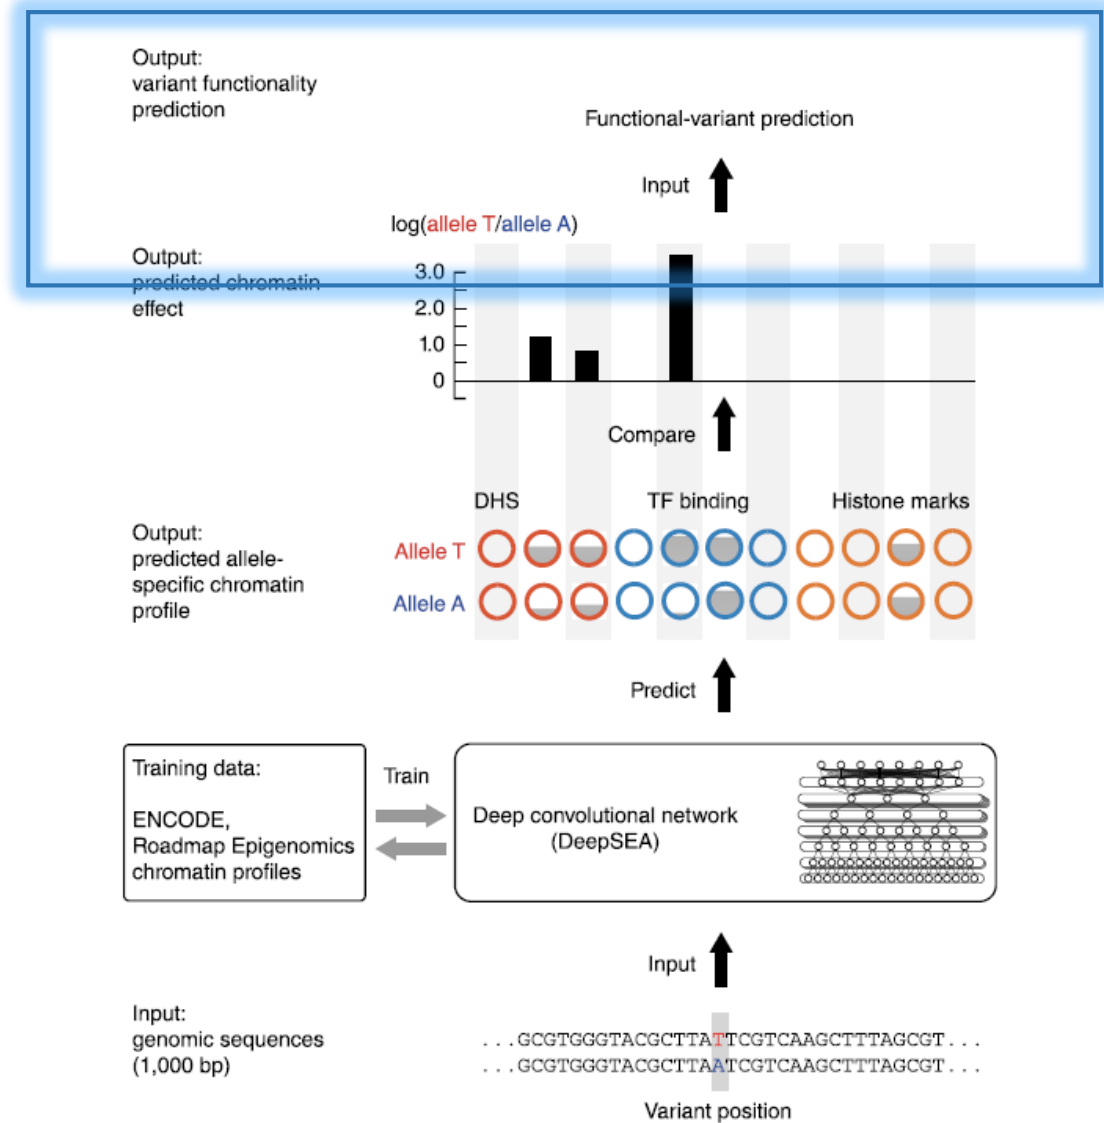 Output:
variant functionality
prediction
Functional-variant prediction
Input
log(allele T/allele A)
Output:
predicted chromatin
effect
3.0
2.0
1.0
0
Compare
DHS
TF binding
Histone marks
Output:
predicted allele-
specific chromatin
profile
Allele T
Allele A
Predict
Training data:
ENCODE,
Roadmap Epigenomics
chromatin profiles
Train
Deep convolutional network
(DeepSEA)
Input
Input:
genomic sequences
(1,000 bp)
...GCGTGGGTACGCTTATTCGTCAAGCTTTAGCGT...
...GCGTGGGTACGCTTAATCGTCAAGCTTTAGCGT...
Variant position